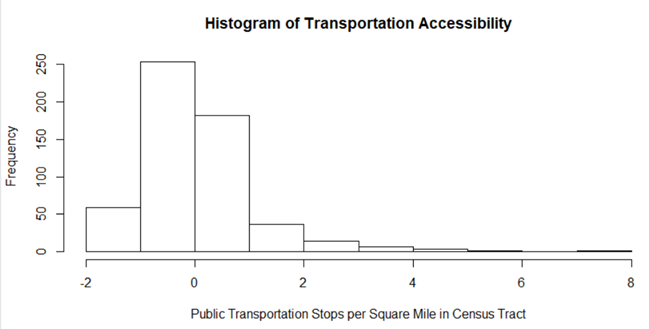 Histogram of Transportation Accessibility
Frequency
250
200
150
100
50
0
-2 0 2 4 6 8
Public Transportation Stops per Square Mile in Census Tract